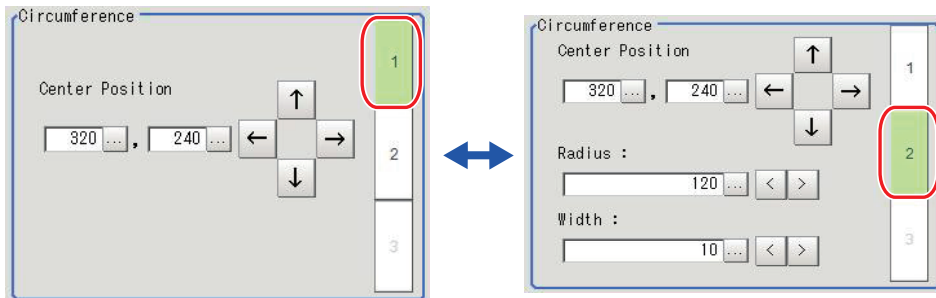 Circumference
1
Center Position
320 ... , 240 ... ← ↑ ↓ →
2
3
Circumference
Center Position
1
320 ... , 240 ... ← ↑ ↓ →
Radius :
2
120 ... < >
Width :
3
10 ... < >